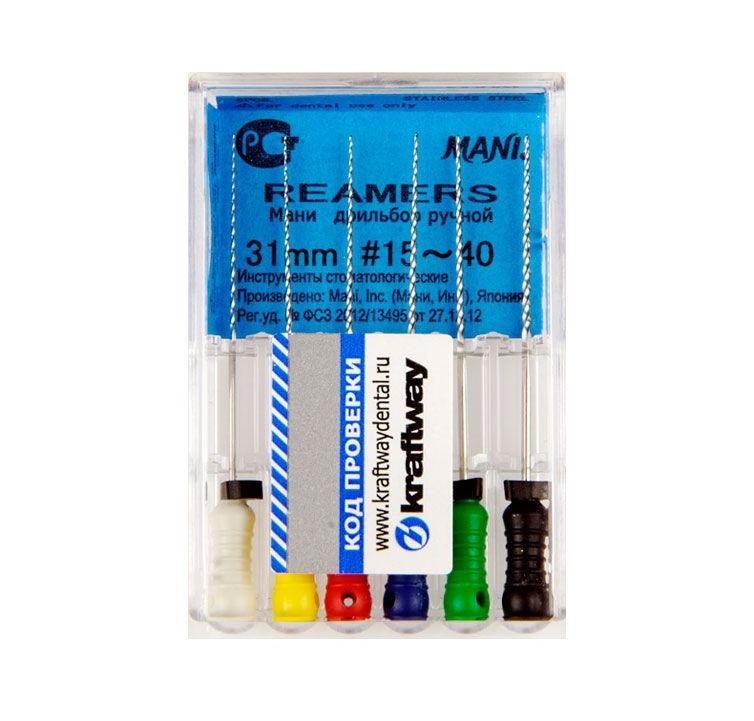 6PCS. STAINLESS STEEL
⚠For dental use only
РСТ MANI.
REAMERS
Мани дрильбор ручной
31mm #15~40
Инструменты стоматологические
Произведено: Mani, Inc. (Мани, Инк), Япония
Рег.уд. № ФСЗ 2012/13495 от 27.12.12
КОД ПРОВЕРКИ
www.kraftwaydental.ru
kraftway